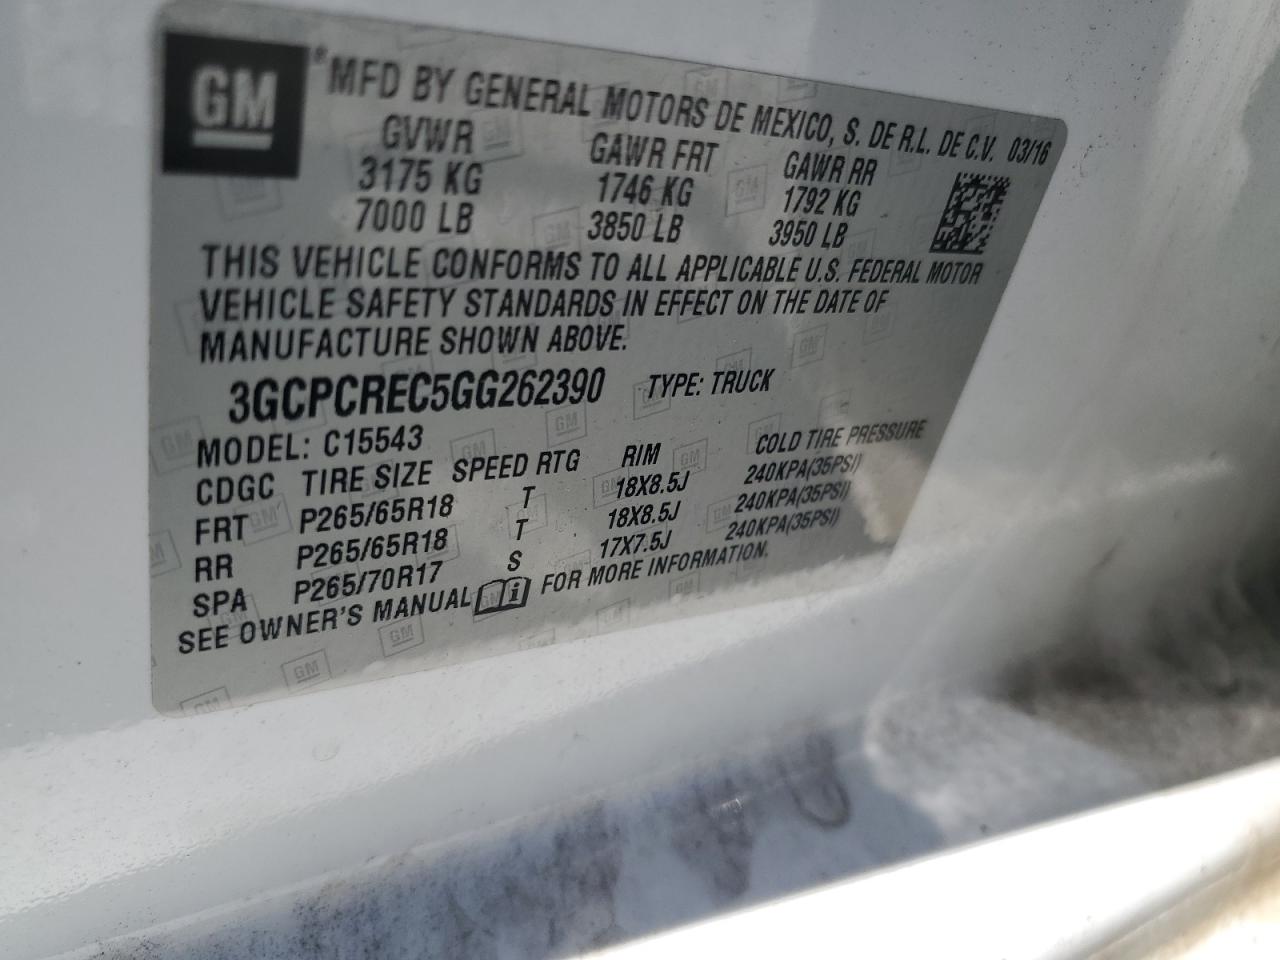 GM
*MFD BY GENERAL MOTORS DE MEXICO, S. DE R.L. DE C.V. 03/16
GVWR GAWR FRT GAWR RR
3175 KG 1746 KG 1792 KG
7000 LB 3850 LB 3950 LB
THIS VEHICLE CONFORMS TO ALL APPLICABLE U.S. FEDERAL MOTOR
VEHICLE SAFETY STANDARDS IN EFFECT ON THE DATE OF
MANUFACTURE SHOWN ABOVE.
3GCPCREC5GG262390 TYPE: TRUCK
MODEL: C15543
CDGC TIRE SIZE SPEED RTG RIM COLD TIRE PRESSURE
FRT P265/65R18 T 18X8.5J 240KPA(35PSI)
RR P265/65R18 T 18X8.5J 240KPA(35PSI)
SPA P265/70R17 S 17X7.5J 240KPA(35PSI)
SEE OWNER'S MANUAL i FOR MORE INFORMATION.